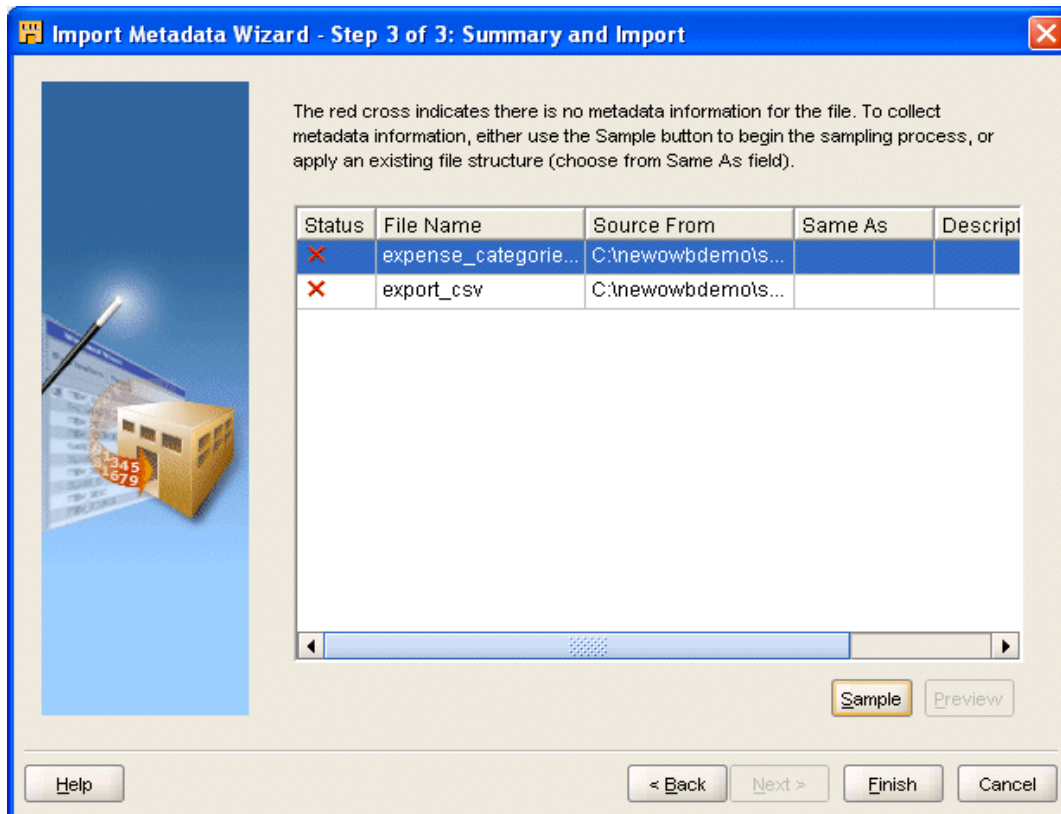 Import Metadata Wizard - Step 3 of 3: Summary and Import
The red cross indicates there is no metadata information for the file. To collect
metadata information, either use the Sample button to begin the sampling process, or
apply an existing file structure (choose from Same As field).
Status File Name Source From Same As Descript
expense_categorie... C:\newowbdemo\s...
export_csv C:\newowbdemo\s...
1345
1679
Sample Preview
Help < Back Next > Finish Cancel